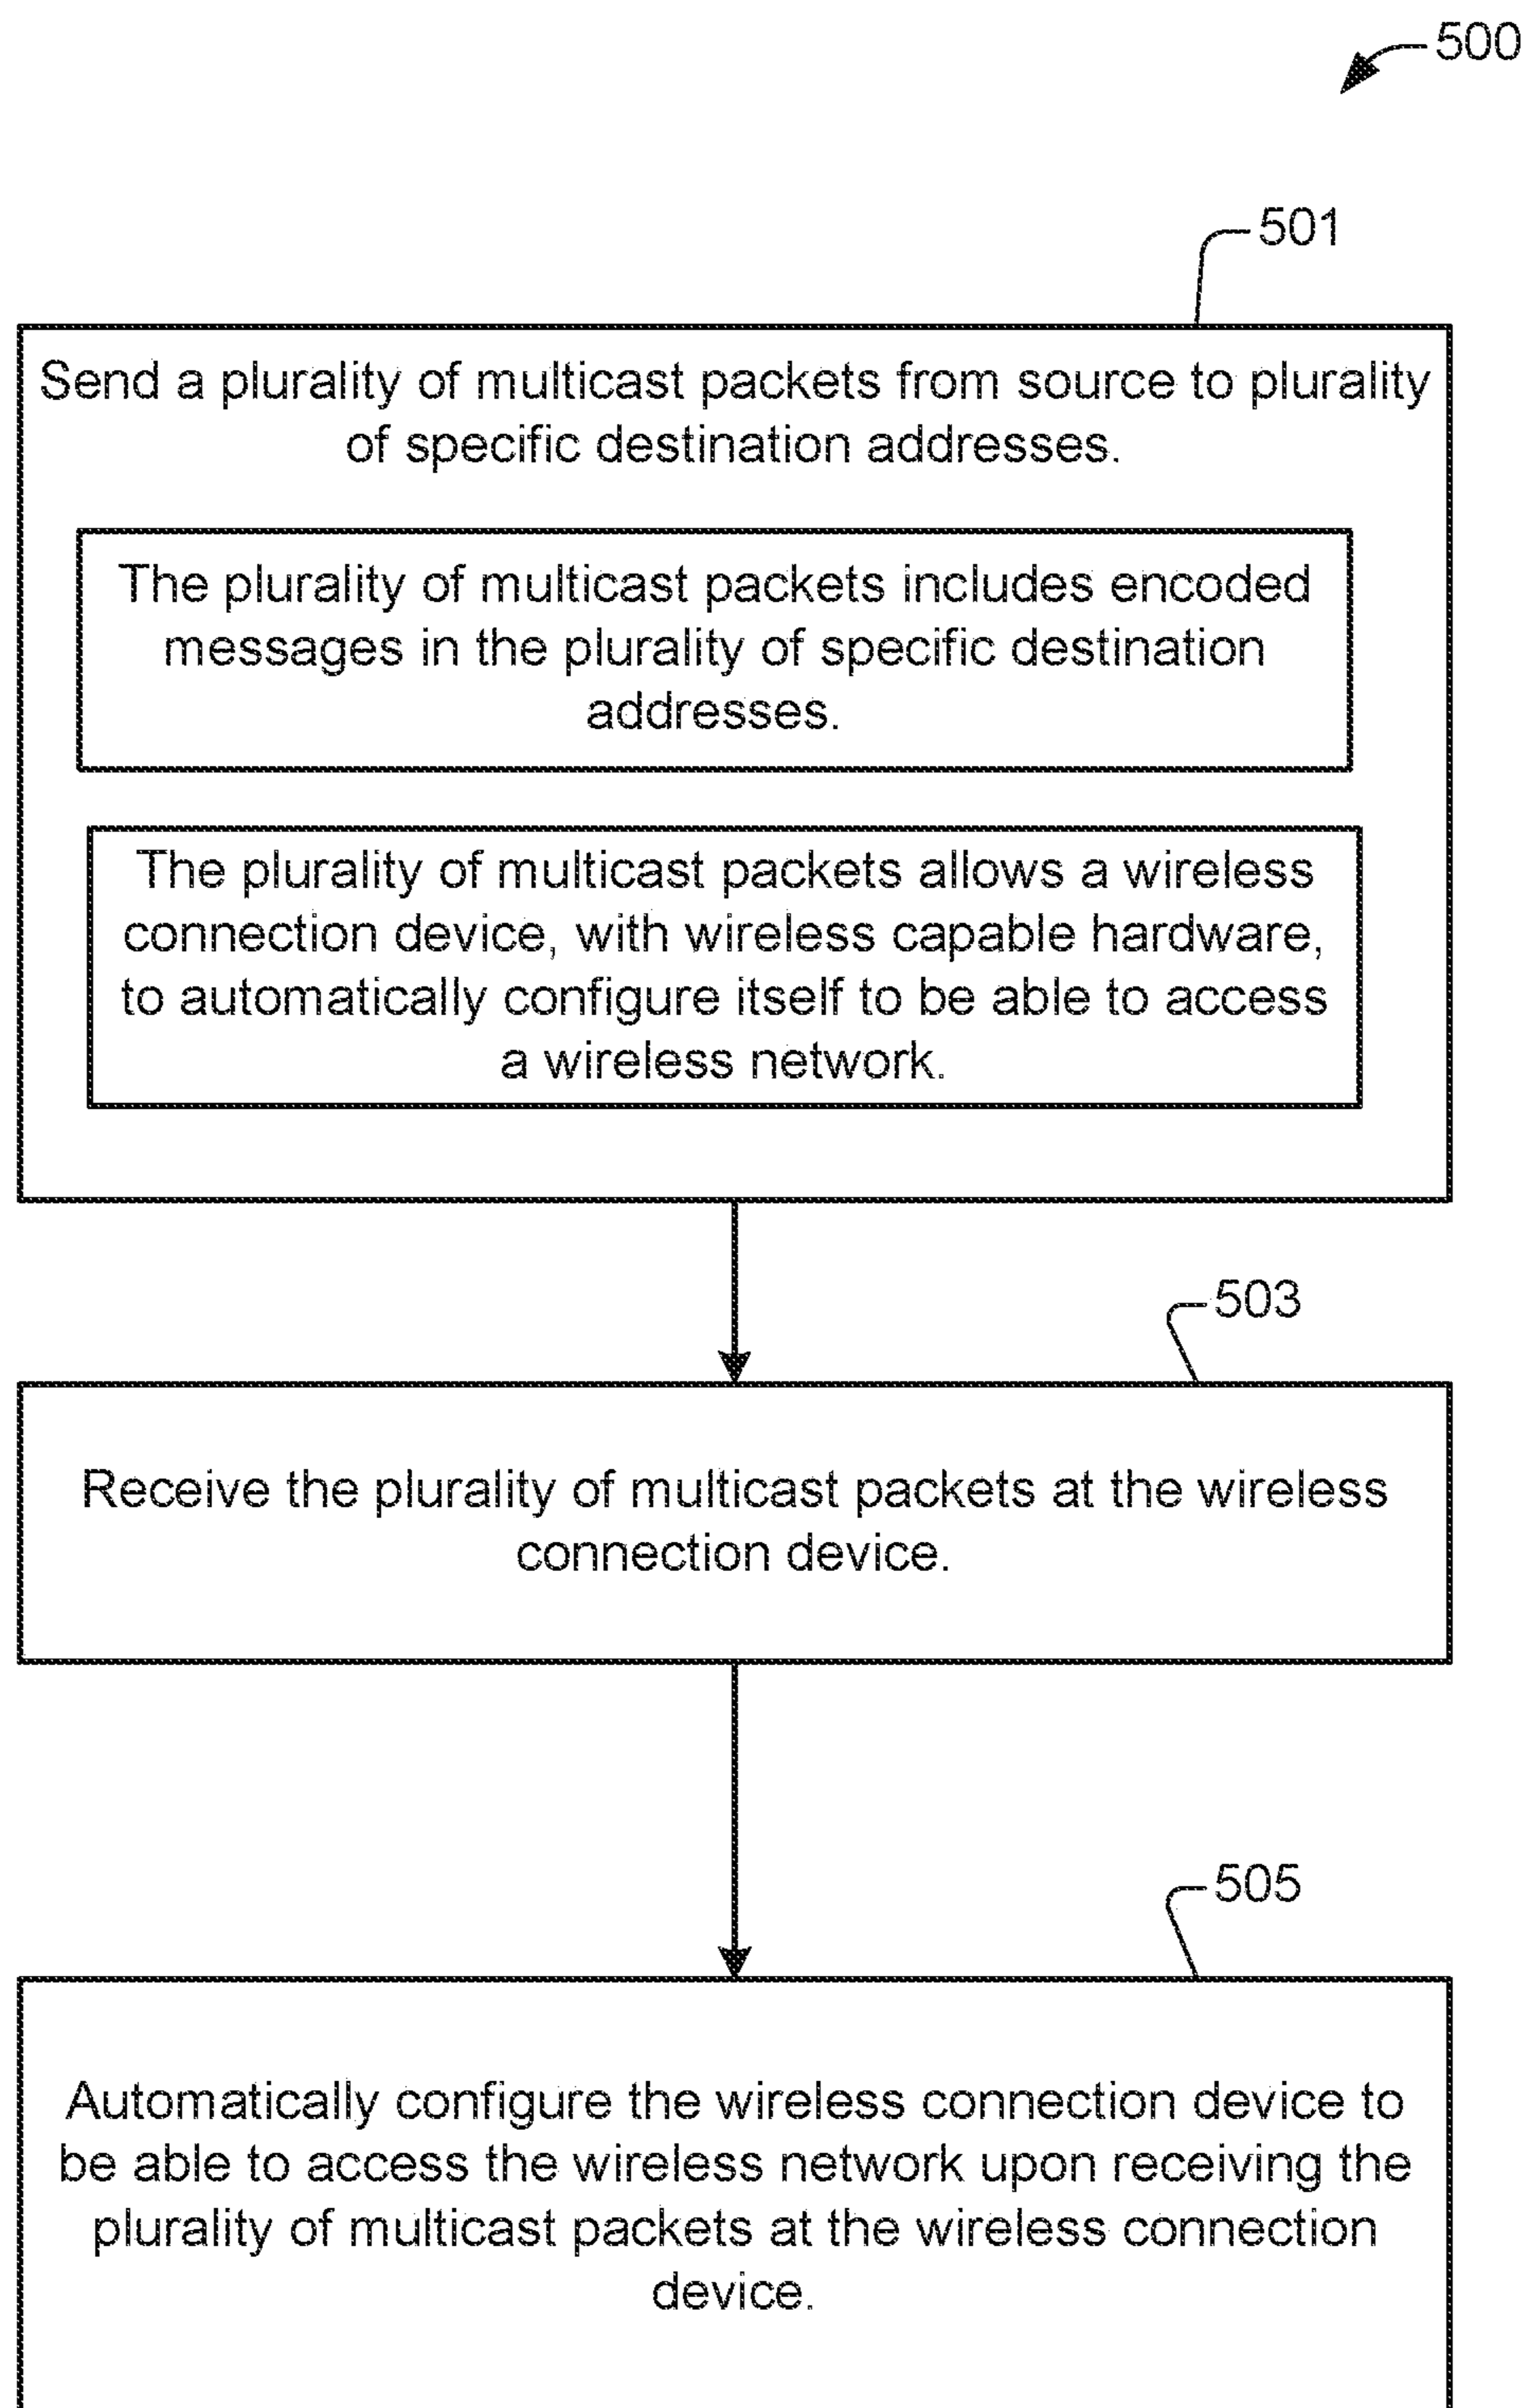 500
501
Send a plurality of multicast packets from source to plurality
of specific destination addresses.
The plurality of multicast packets includes encoded
messages in the plurality of specific destination
addresses.
The plurality of multicast packets allows a wireless
connection device, with wireless capable hardware,
to automatically configure itself to be able to access
a wireless network.
503
Receive the plurality of multicast packets at the wireless
connection device.
505
Automatically configure the wireless connection device to
be able to access the wireless network upon receiving the
plurality of multicast packets at the wireless connection
device.